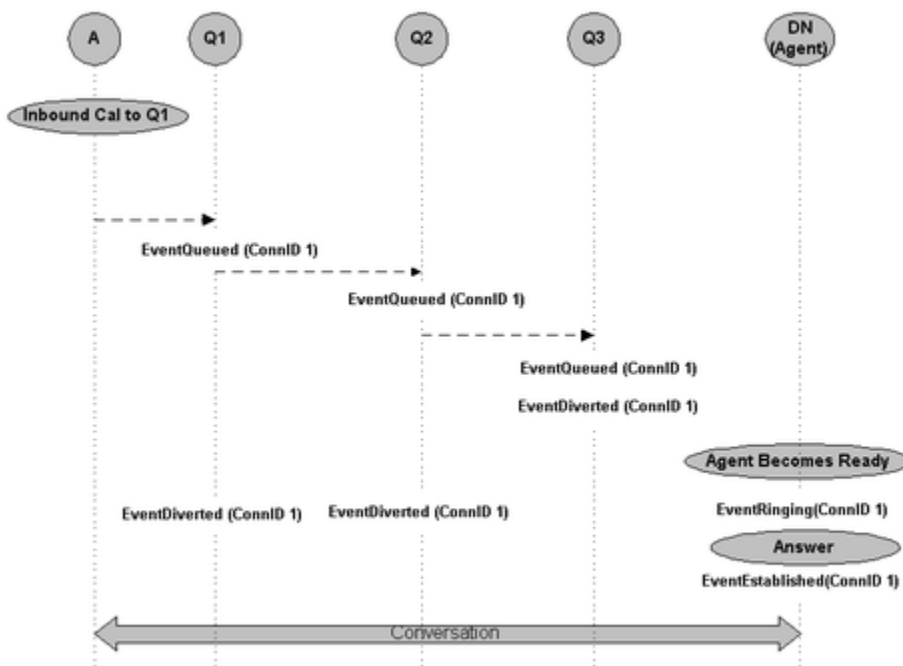 A
Q1
Q2
Q3
DN
(Agent)
Inbound Cal to Q1
EventQueued (ConnID 1)
EventQueued (ConnID 1)
EventQueued (ConnID 1)
EventDiverted (ConnID 1)
Agent Becomes Ready
EventDiverted (ConnID 1)
EventDiverted (ConnID 1)
EventRinging(ConnID 1)
Answer
EventEstablished(ConnID 1)
Conversation